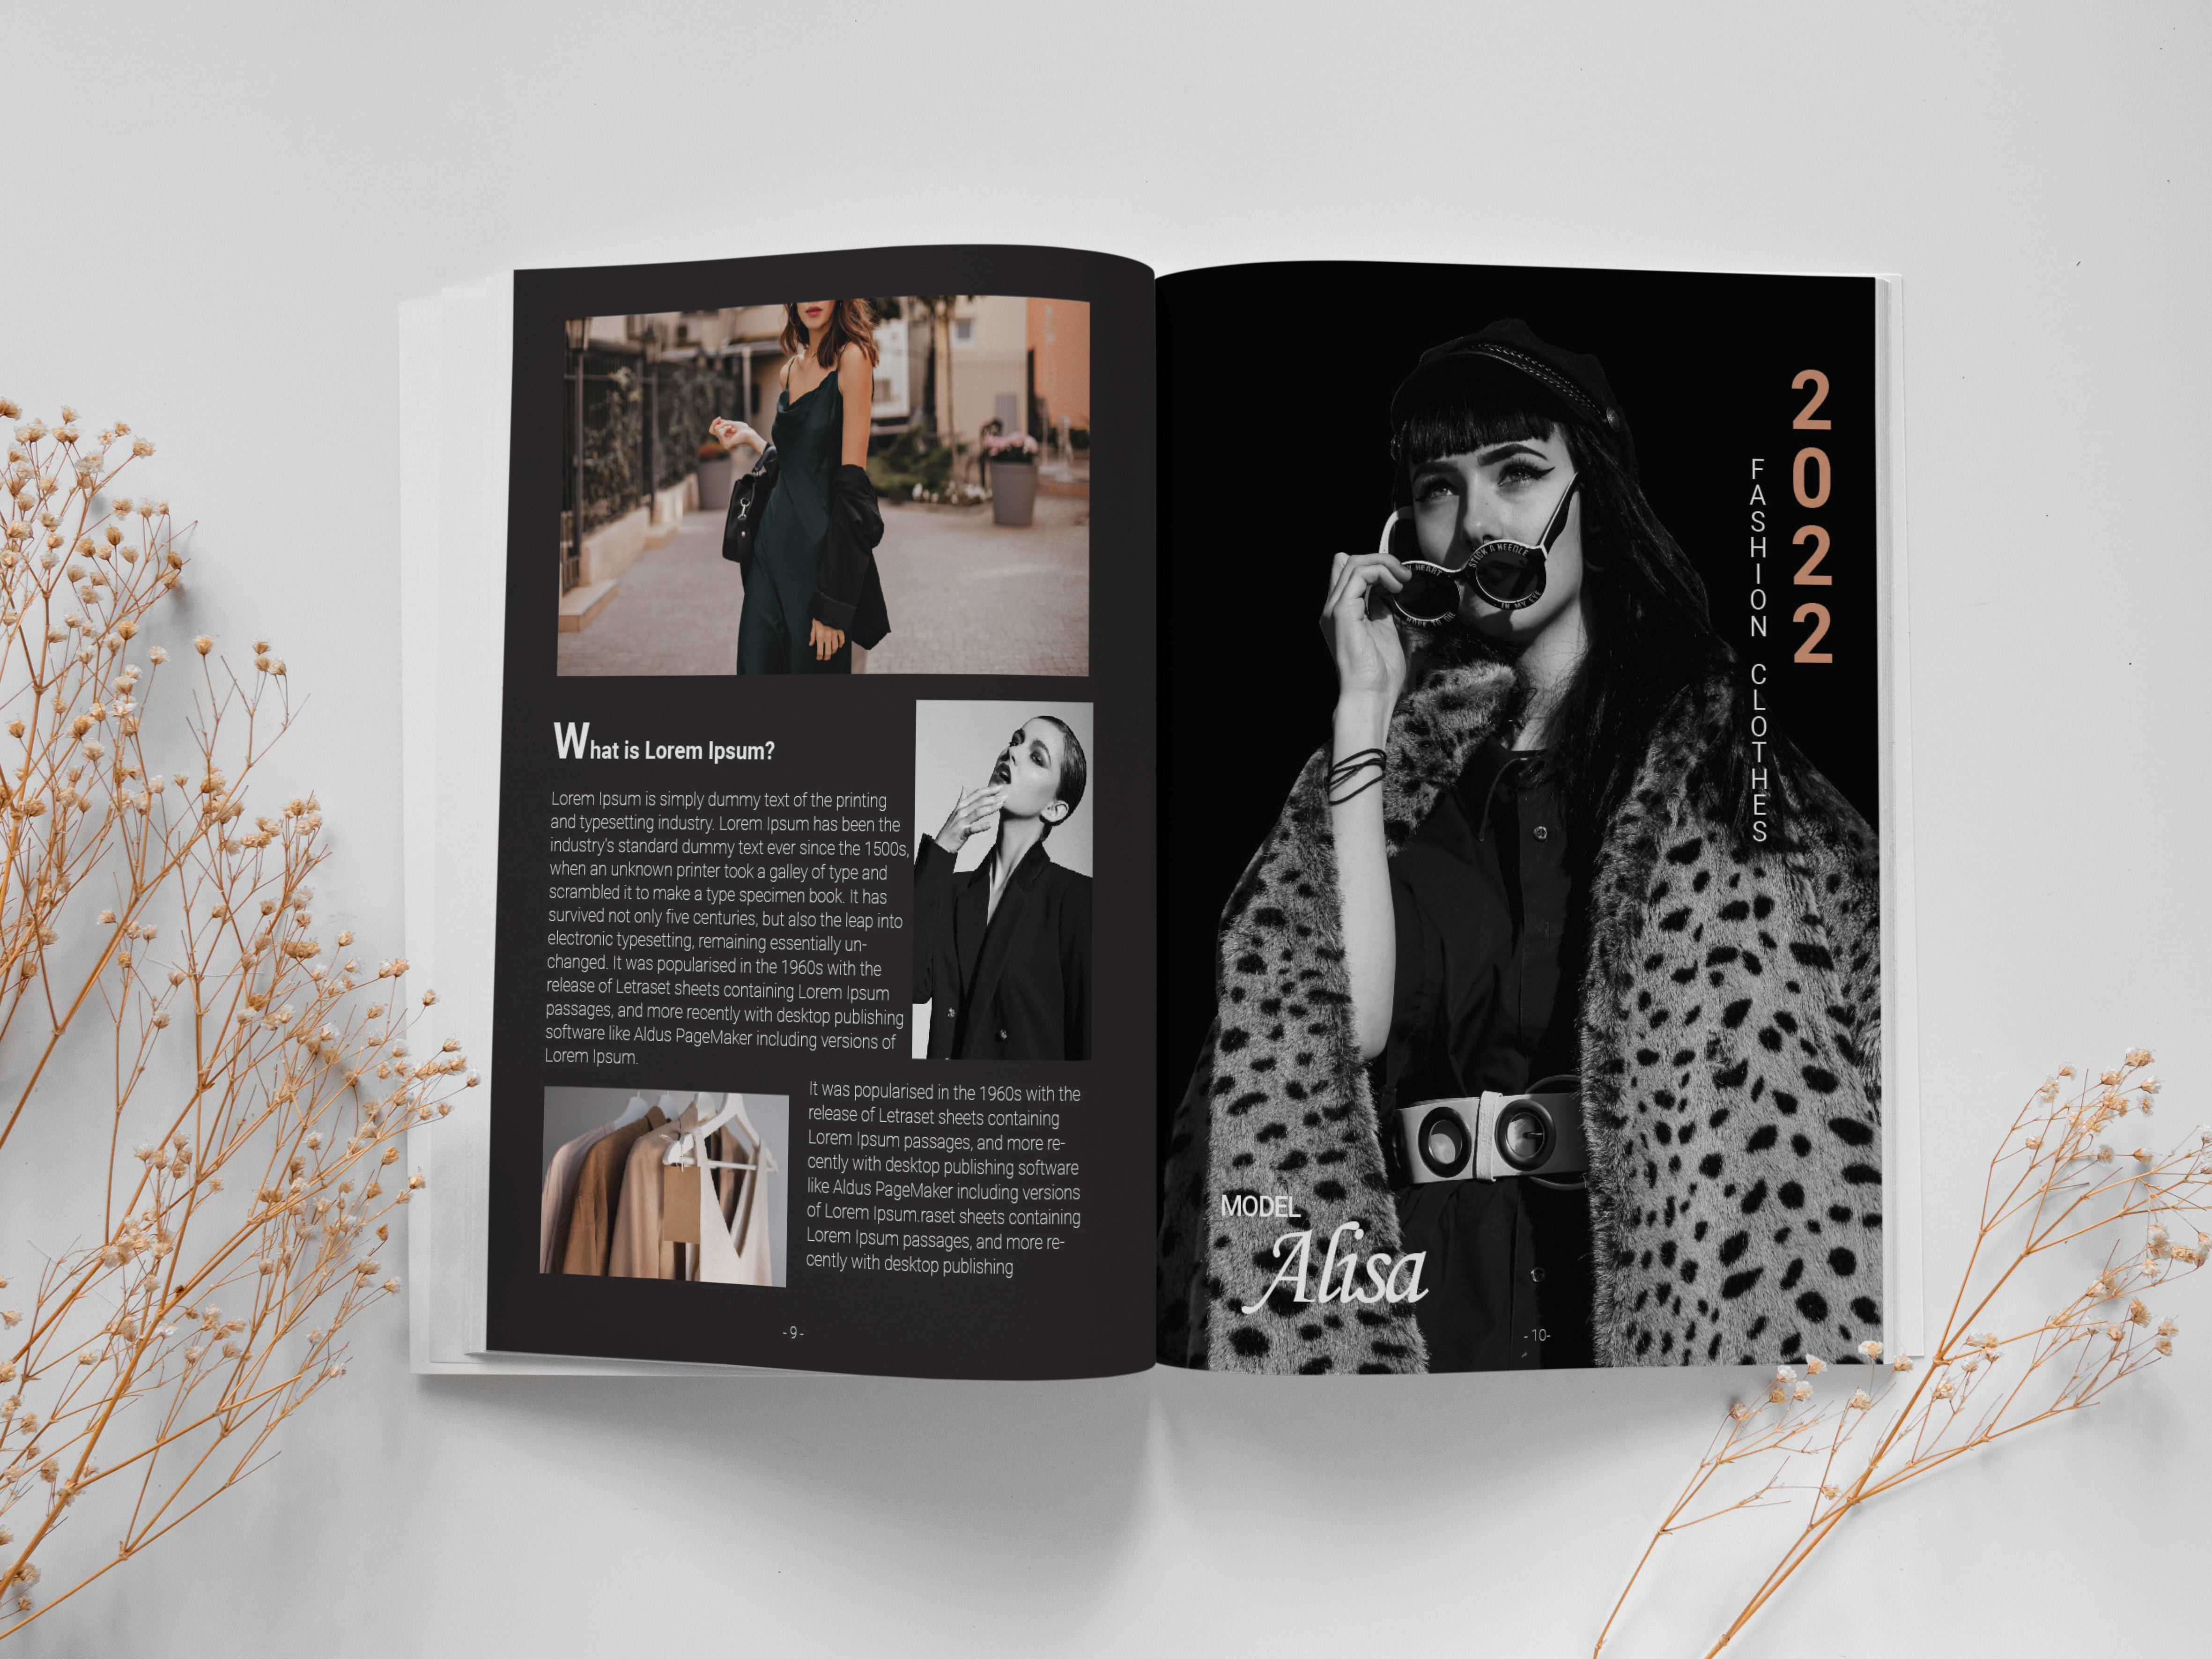 What is Lorem Ipsum?
Lorem Ipsum is simply dummy text of the printing
and typesetting industry. Lorem Ipsum has been the
industry's standard dummy text ever since the 1500s,
when an unknown printer took a galley of type and
scrambled it to make a type specimen book. It has
survived not only five centuries, but also the leap into
electronic typesetting, remaining essentially un-
changed. It was popularised in the 1960s with the
release of Letraset sheets containing Lorem Ipsum
passages, and more recently with desktop publishing
software like Aldus PageMaker including versions of
Lorem Ipsum.
It was popularised in the 1960s with the
release of Letraset sheets containing
Lorem Ipsum passages, and more re-
cently with desktop publishing software
like Aldus PageMaker including versions
of Lorem Ipsum.raset sheets containing
Lorem Ipsum passages, and more re-
cently with desktop publishing
- 9 -
2022
FASHION CLOTHES
HEART
STICK A NEEDLE
IN MY EYE
MODEL
Alisa
- 10-